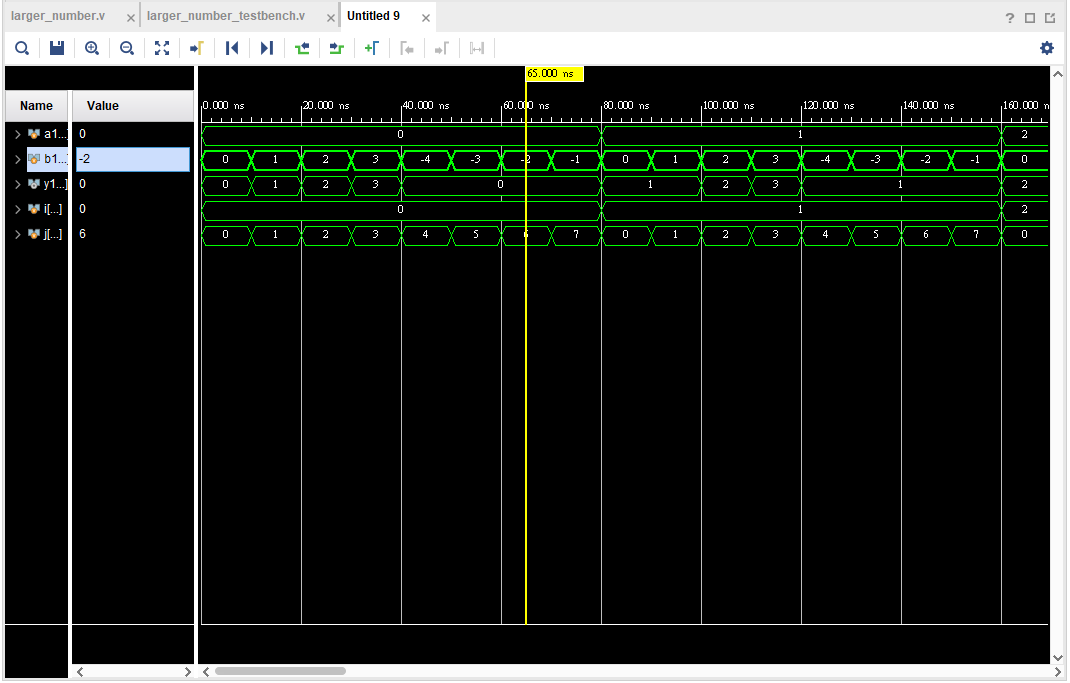 larger_number.v × larger_number_testbench.v × Untitled 9 × ?
65.000 ns
Name Value 0.000 ns 20.000 ns 40.000 ns 60.000 ns 80.000 ns 100.000 ns 120.000 ns 140.000 ns 160.000 n
a1...] 0 0 1 2
b1...] -2 0 1 2 3 -4 -3 -2 -1 0 1 2 3 -4 -3 -2 -1 0
y1...] 0 0 1 2 3 0 1 2 3 1 2
i[...] 0 0 1 2
j[...] 6 0 1 2 3 4 5 6 7 0 1 2 3 4 5 6 7 0